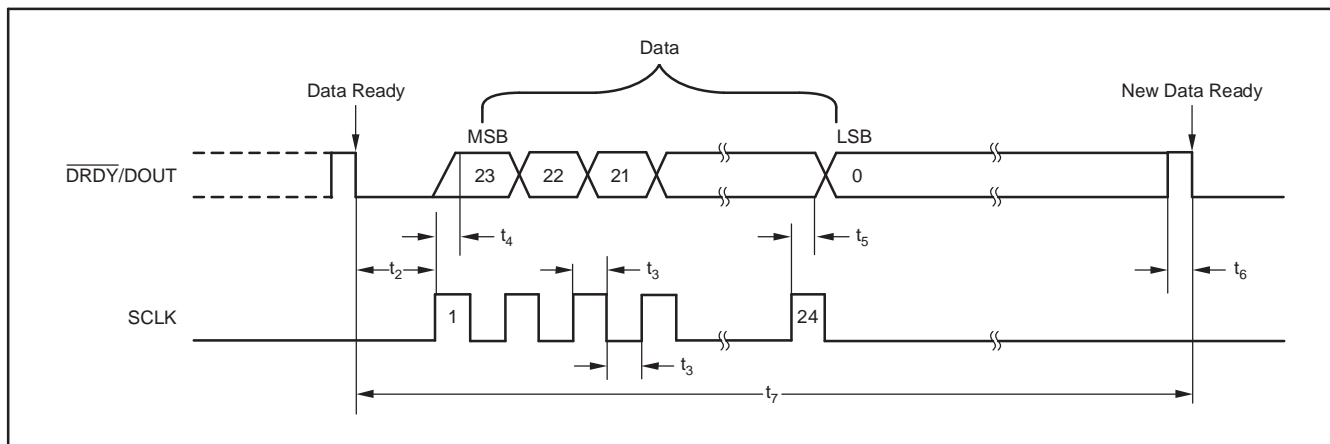 Data
Data Ready
New Data Ready
MSB
LSB
DRDY/DOUT
23
22
21
0
t4
t5
t2
t3
t6
SCLK
1
24
t3
t7